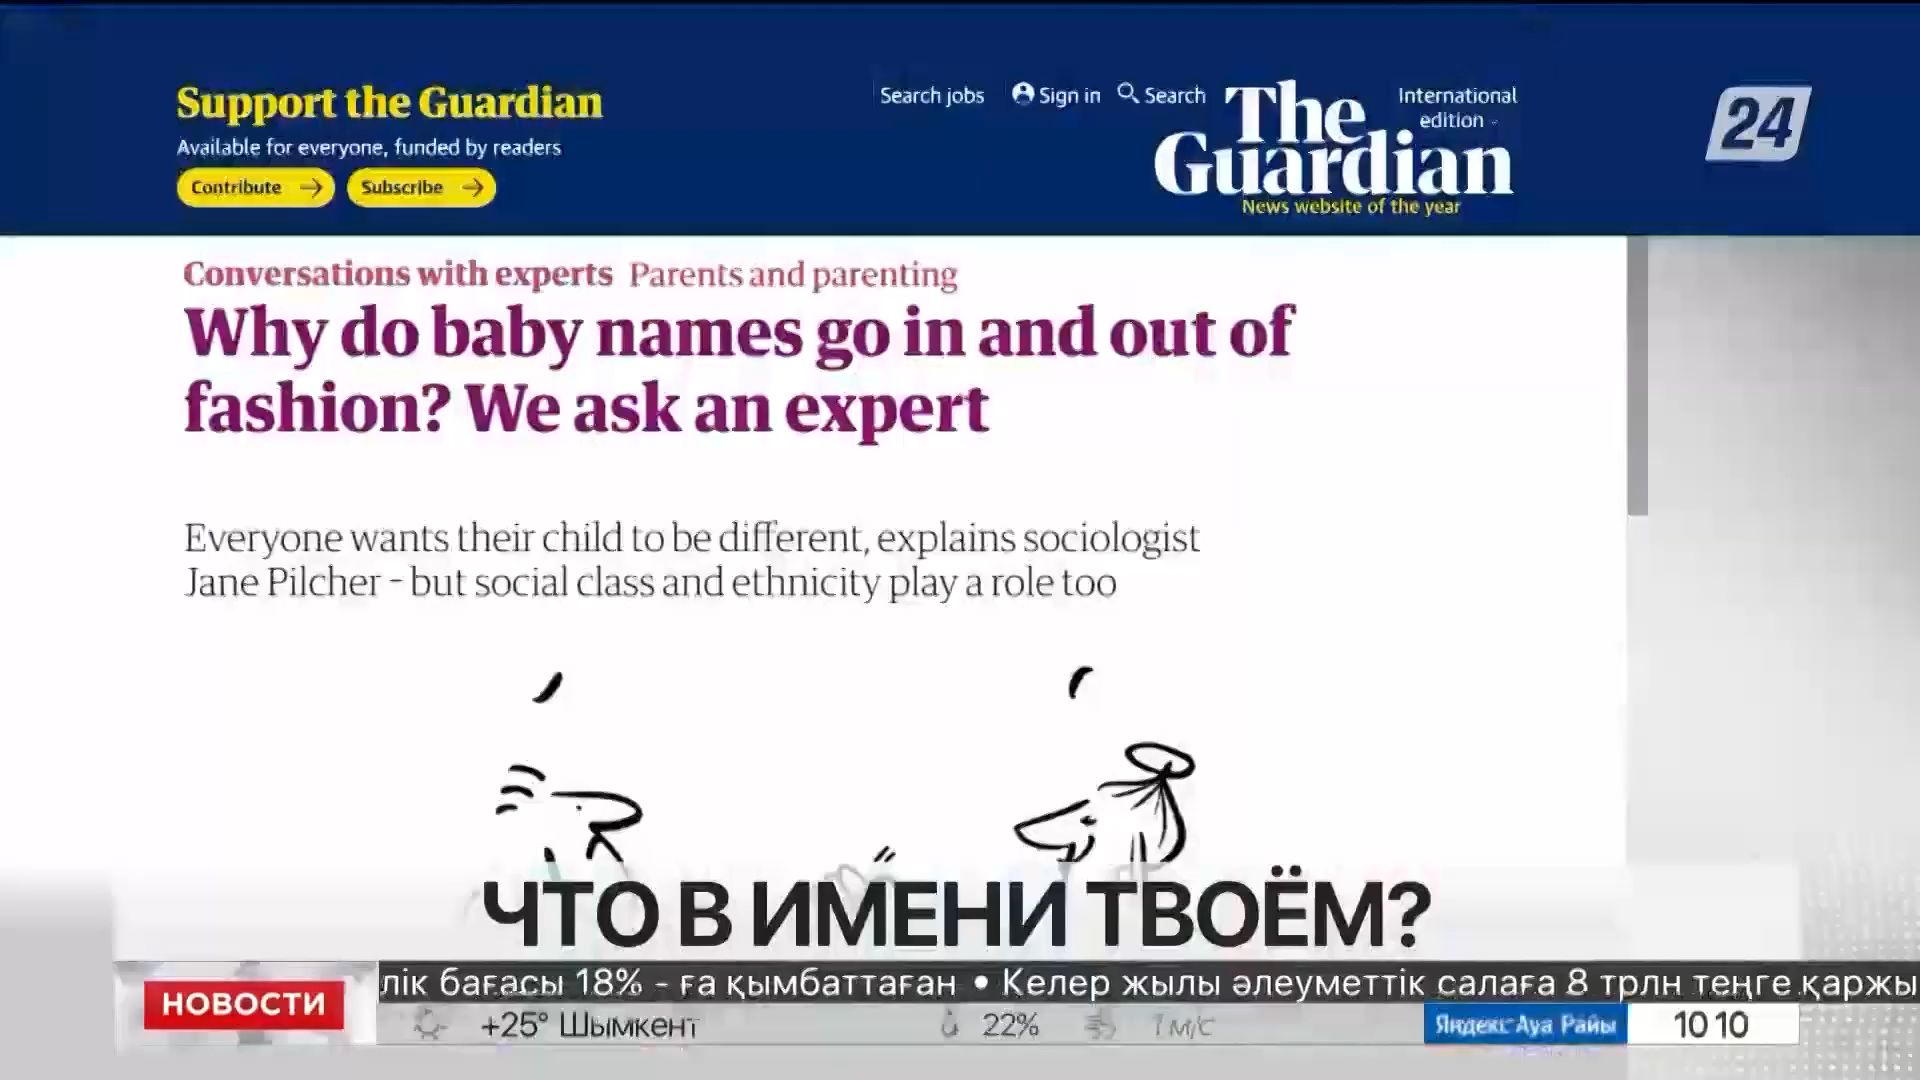 Support the Guardian
Available for everyone, funded by readers
Contribute → Subscribe →
Search jobs Sign in Search
International edition
The Guardian
News website of the year
24
Conversations with experts Parents and parenting
Why do baby names go in and out of
fashion? We ask an expert
Everyone wants their child to be different, explains sociologist
Jane Pilcher – but social class and ethnicity play a role too
ЧТО В ИМЕНИ ТВОЁМ?
НОВОСТИ
лік бағасы 18% - ға қымбаттаған • Келер жылы әлеуметтік салаға 8 трлн теңге қаржы
+25° Шымкент 22% 1 м/с
Яндекс Ауа Райы
10 10